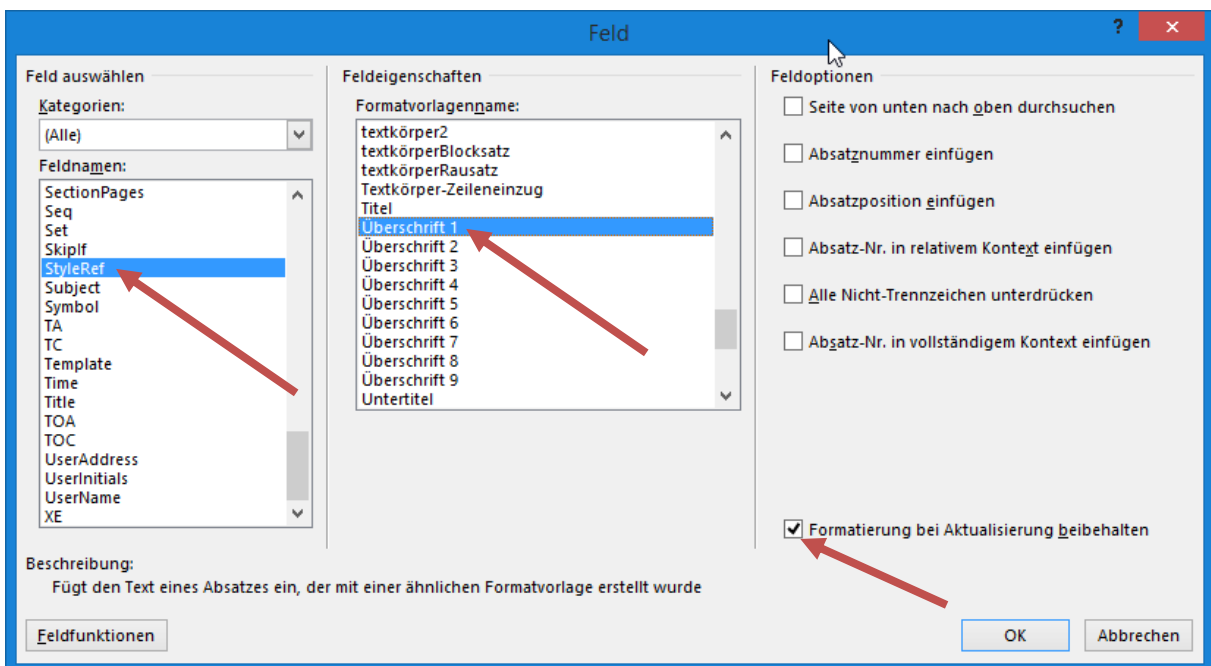 Feld
?
Feld auswählen
Kategorien:
(Alle)
Feldnamen:
SectionPages
Seq
Set
SkipIf
StyleRef
Subject
Symbol
TA
TC
Template
Time
Title
TOA
TOC
UserAddress
UserInitials
UserName
XE
Feldeigenschaften
Formatvorlagenname:
textkörper2
textkörperBlocksatz
textkörperRausatz
Textkörper-Zeileneinzug
Titel
Überschrift 1
Überschrift 2
Überschrift 3
Überschrift 4
Überschrift 5
Überschrift 6
Überschrift 7
Überschrift 8
Überschrift 9
Untertitel
Feldoptionen
Seite von unten nach oben durchsuchen
Absatznummer einfügen
Absatzposition einfügen
Absatz-Nr. in relativem Kontext einfügen
Alle Nicht-Trennzeichen unterdrücken
Absatz-Nr. in vollständigem Kontext einfügen
Formatierung bei Aktualisierung beibehalten
Beschreibung:
Fügt den Text eines Absatzes ein, der mit einer ähnlichen Formatvorlage erstellt wurde
Feldfunktionen
OK
Abbrechen